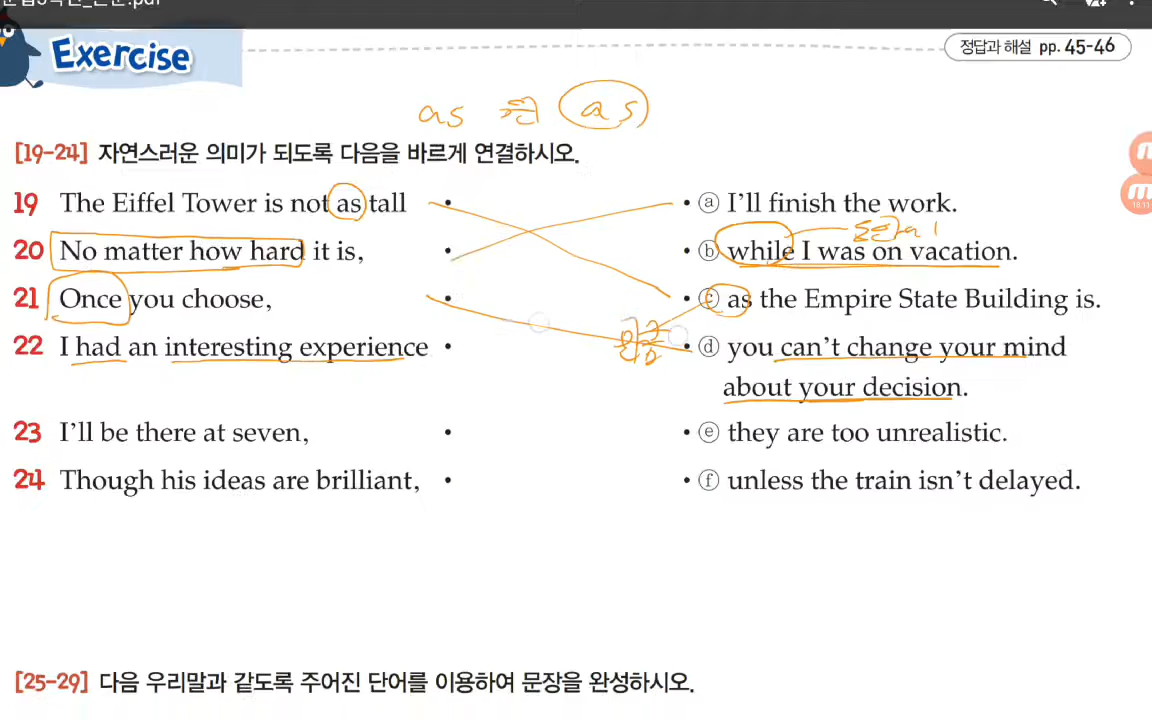 Exercise
정답과 해설 pp. 45-46
as 원 as
[19-24] 자연스러운 의미가 되도록 다음을 바르게 연결하시오.
19 The Eiffel Tower is not as tall • • ⓐ I'll finish the work.
20 No matter how hard it is, • • ⓑ while I was on vacation.
21 Once you choose, • • ⓒ as the Empire State Building is.
22 I had an interesting experience • • ⓓ you can't change your mind
about your decision.
23 I'll be there at seven, • • ⓔ they are too unrealistic.
24 Though his ideas are brilliant, • • ⓕ unless the train isn't delayed.
[25-29] 다음 우리말과 같도록 주어진 단어를 이용하여 문장을 완성하시오.